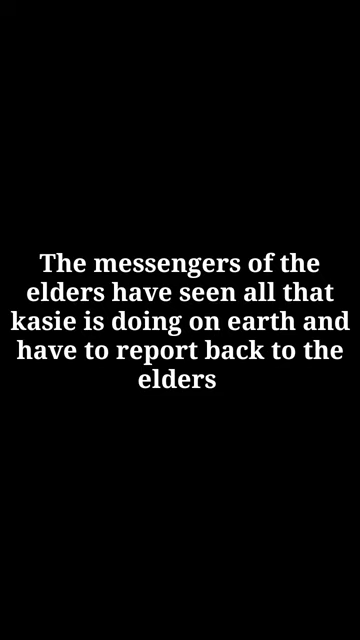 The messengers of the
elders have seen all that
kasie is doing on earth and
have to report back to the
elders